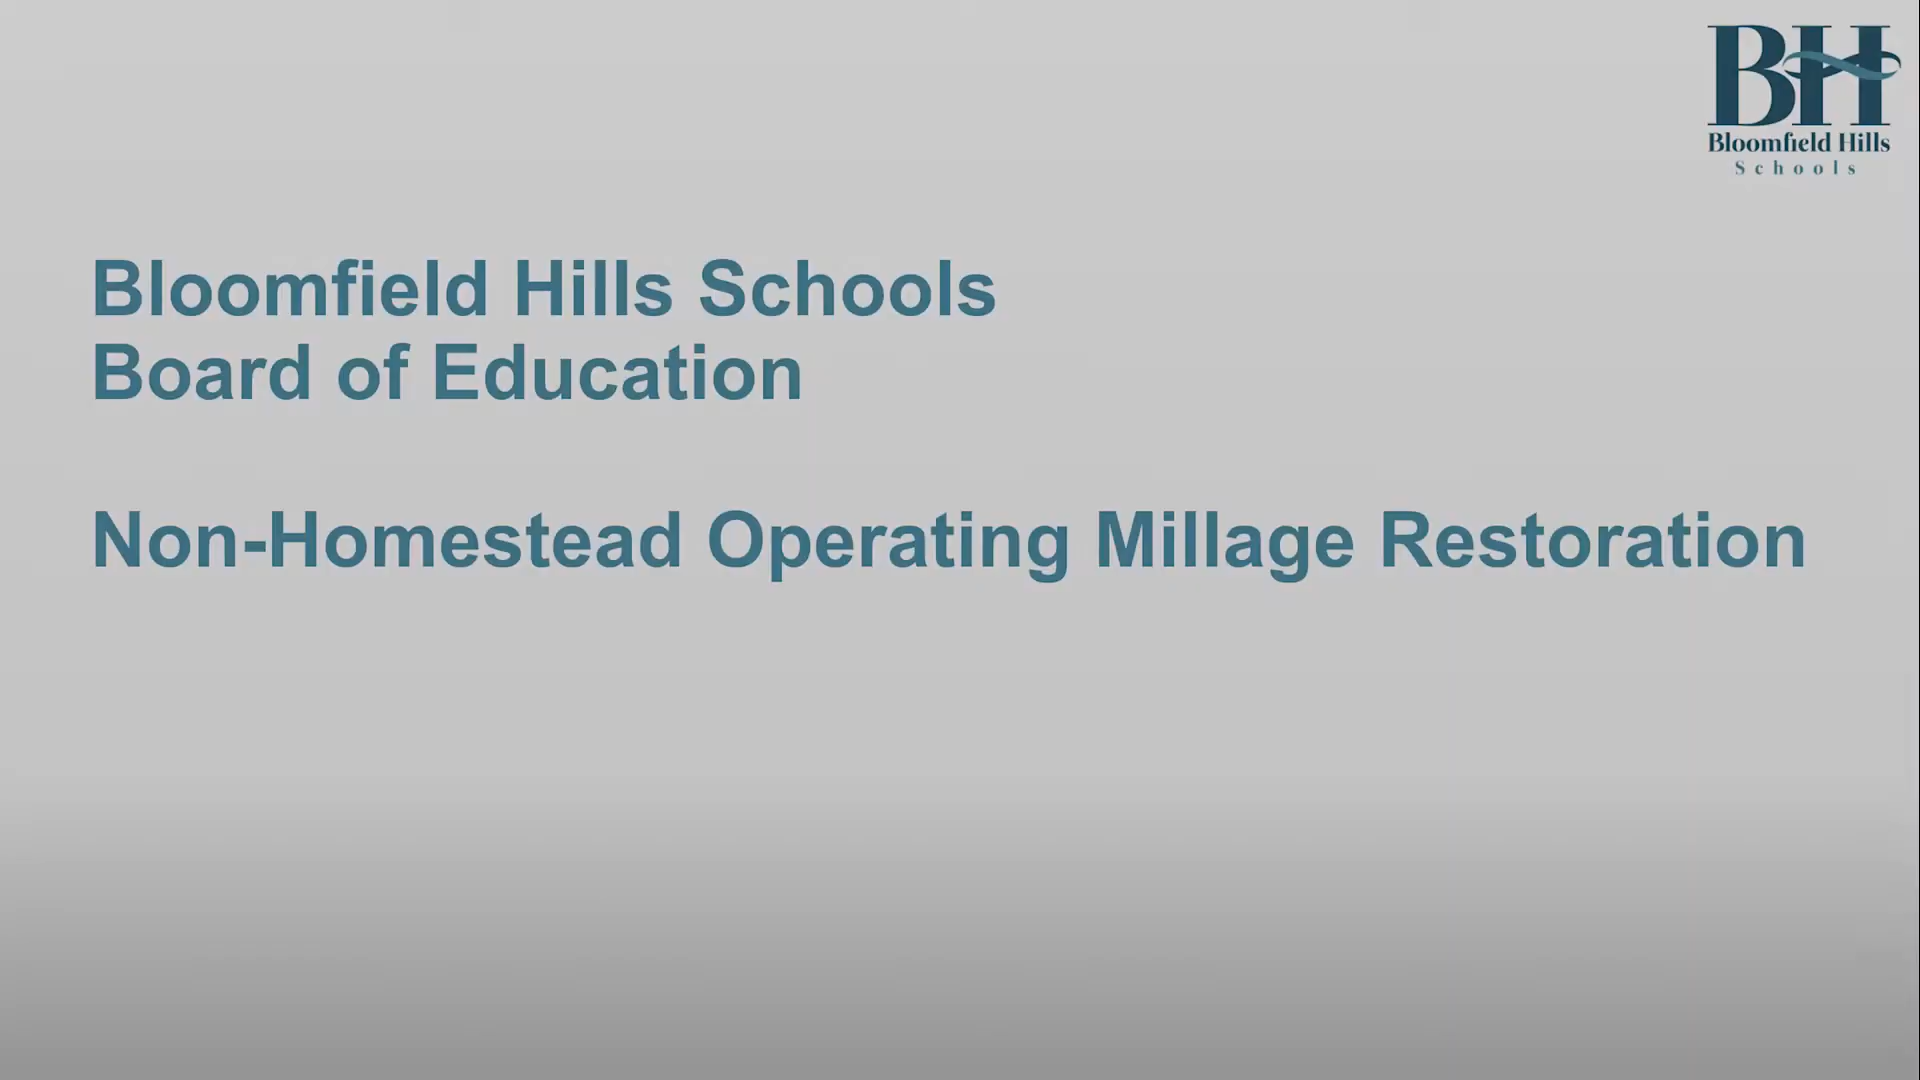 BH
Bloomfield Hills
Schools
Bloomfield Hills Schools
Board of Education
Non-Homestead Operating Millage Restoration